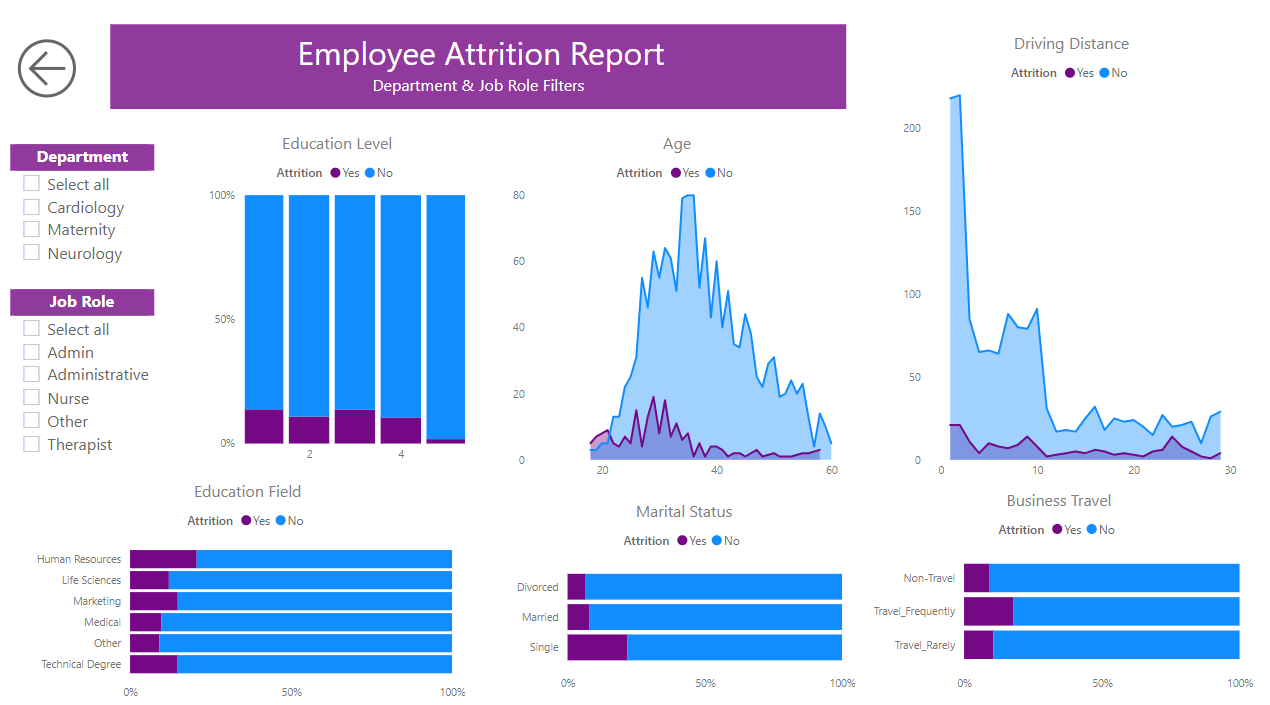 Employee Attrition Report
Department & Job Role Filters
Department
Select all
Cardiology
Maternity
Neurology
Job Role
Select all
Admin
Administrative
Nurse
Other
Therapist
Education Level
Attrition Yes No
100%
50%
0%
2 4
Age
Attrition Yes No
80
60
40
20
0
20 40 60
Driving Distance
Attrition Yes No
200
150
100
50
0
0 10 20 30
Education Field
Attrition Yes No
Human Resources
Life Sciences
Marketing
Medical
Other
Technical Degree
0% 50% 100%
Marital Status
Attrition Yes No
Divorced
Married
Single
0% 50% 100%
Business Travel
Attrition Yes No
Non-Travel
Travel_Frequently
Travel_Rarely
0% 50% 100%